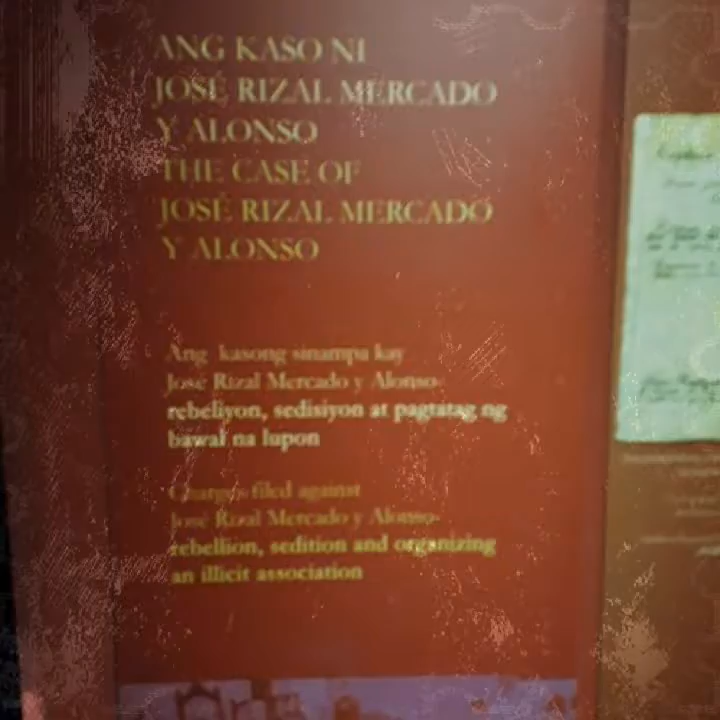 ANG KASO NI
JOSÉ RIZAL MERCADO
Y ALONSO
THE CASE OF
JOSÉ RIZAL MERCADO
Y ALONSO
Ang kasong sinampa kay
José Rizal Mercado y Alonso-
rebeliyon, sedisiyon at pagtatag ng
bawal na lupon
Charges filed against
José Rizal Mercado y Alonso-
rebellion, sedition and organizing
an illicit association